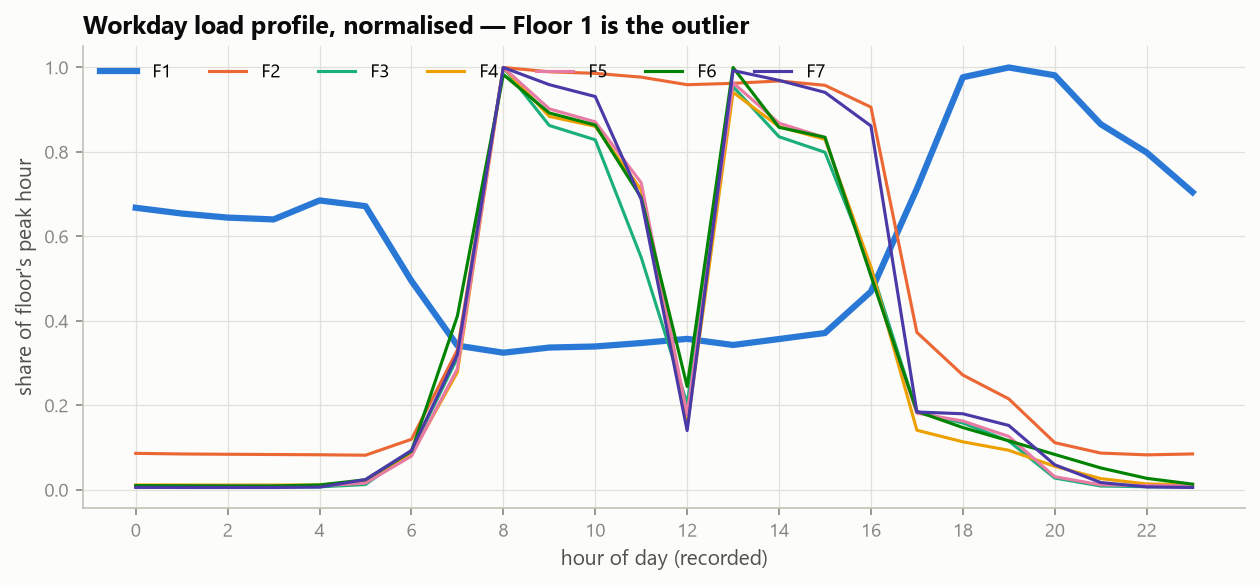 Workday load profile, normalised — Floor 1 is the outlier
F1 F2 F3 F4 F5 F6 F7
share of floor's peak hour
1.0
0.8
0.6
0.4
0.2
0.0
0 2 4 6 8 10 12 14 16 18 20 22
hour of day (recorded)